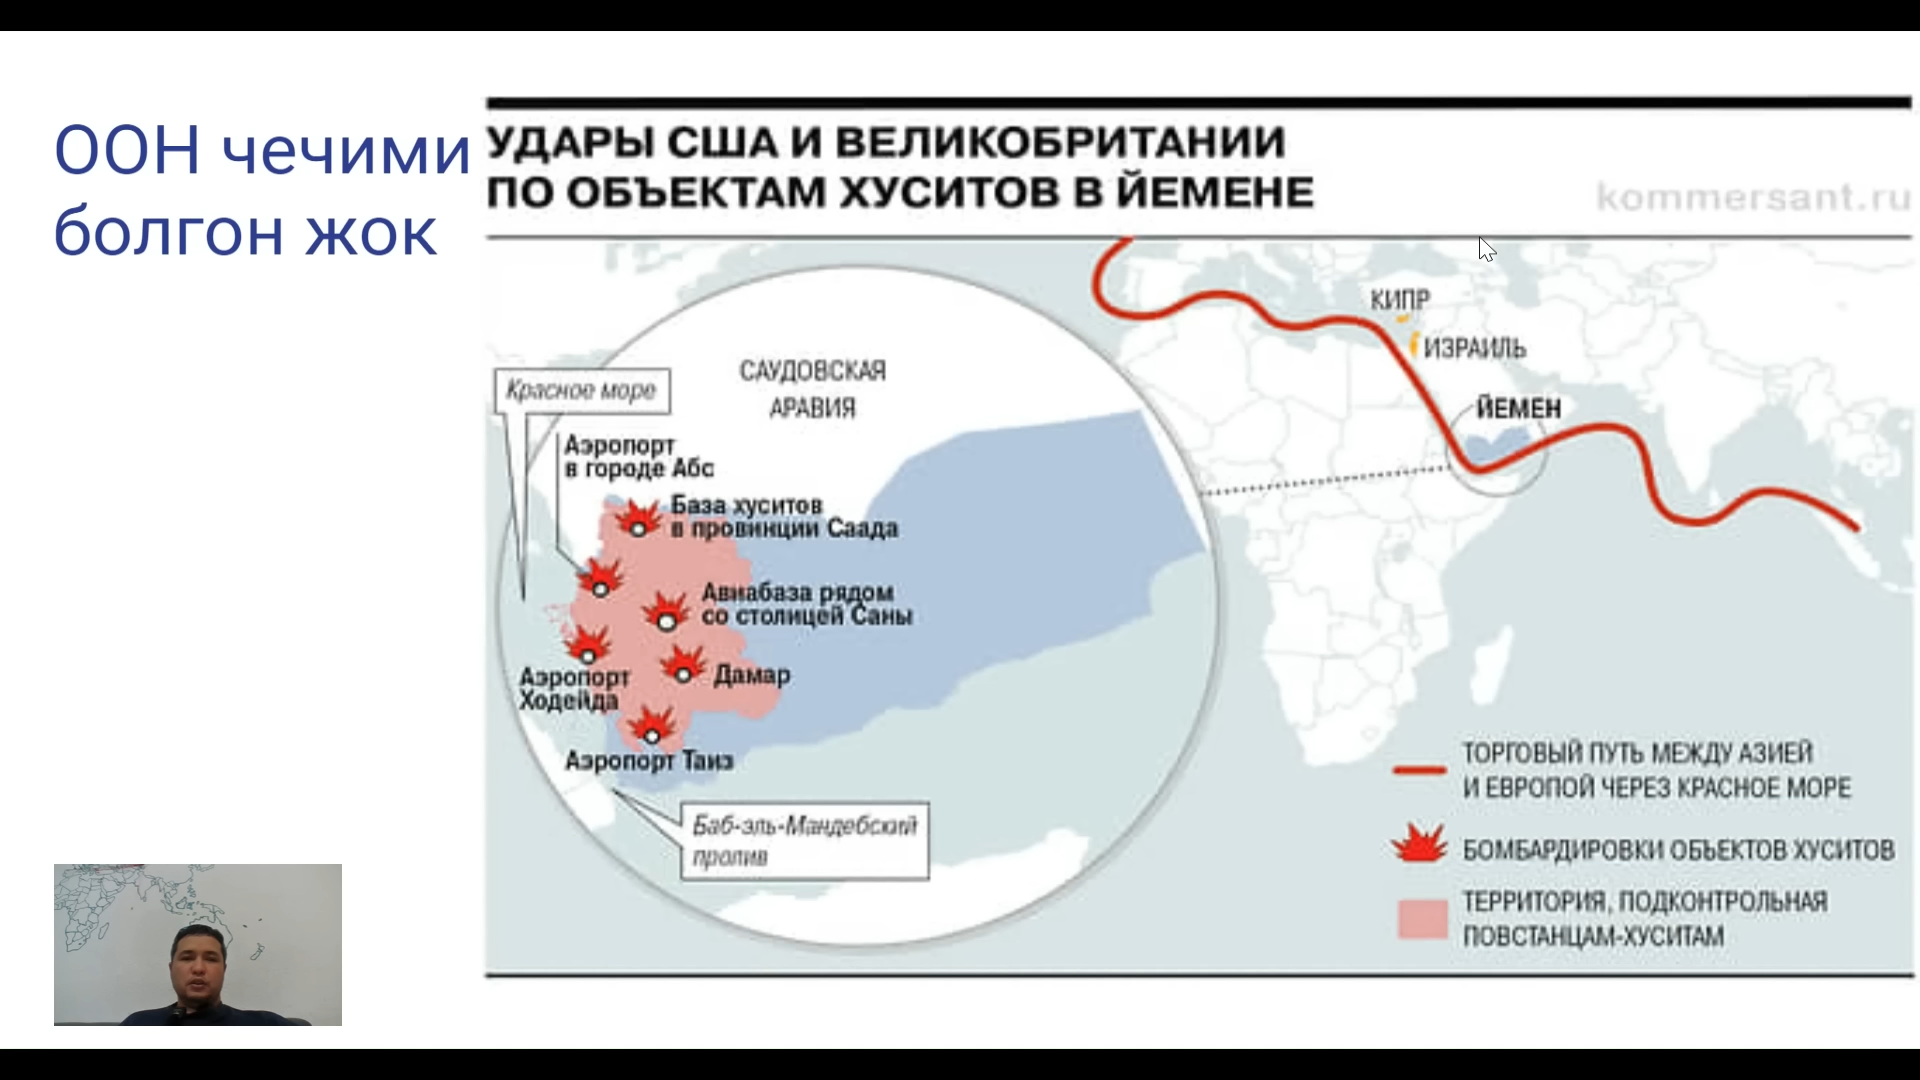 ООН чечими
болгон жок
УДАРЫ США И ВЕЛИКОБРИТАНИИ
ПО ОБЪЕКТАМ ХУСИТОВ В ЙЕМЕНЕ
kommersant.ru
КИПР
ИЗРАИЛЬ
ЙЕМЕН
САУДОВСКАЯ
АРАВИЯ
Красное море
Аэропорт
в городе Абс
База хуситов
в провинции Саада
Авиабаза рядом
со столицей Саны
Аэропорт
Ходейда
Дамар
Аэропорт Таиз
Баб-эль-Мандебский
пролив
ТОРГОВЫЙ ПУТЬ МЕЖДУ АЗИЕЙ
И ЕВРОПОЙ ЧЕРЕЗ КРАСНОЕ МОРЕ
БОМБАРДИРОВКИ ОБЪЕКТОВ ХУСИТОВ
ТЕРРИТОРИЯ, ПОДКОНТРОЛЬНАЯ
ПОВСТАНЦАМ-ХУСИТАМ